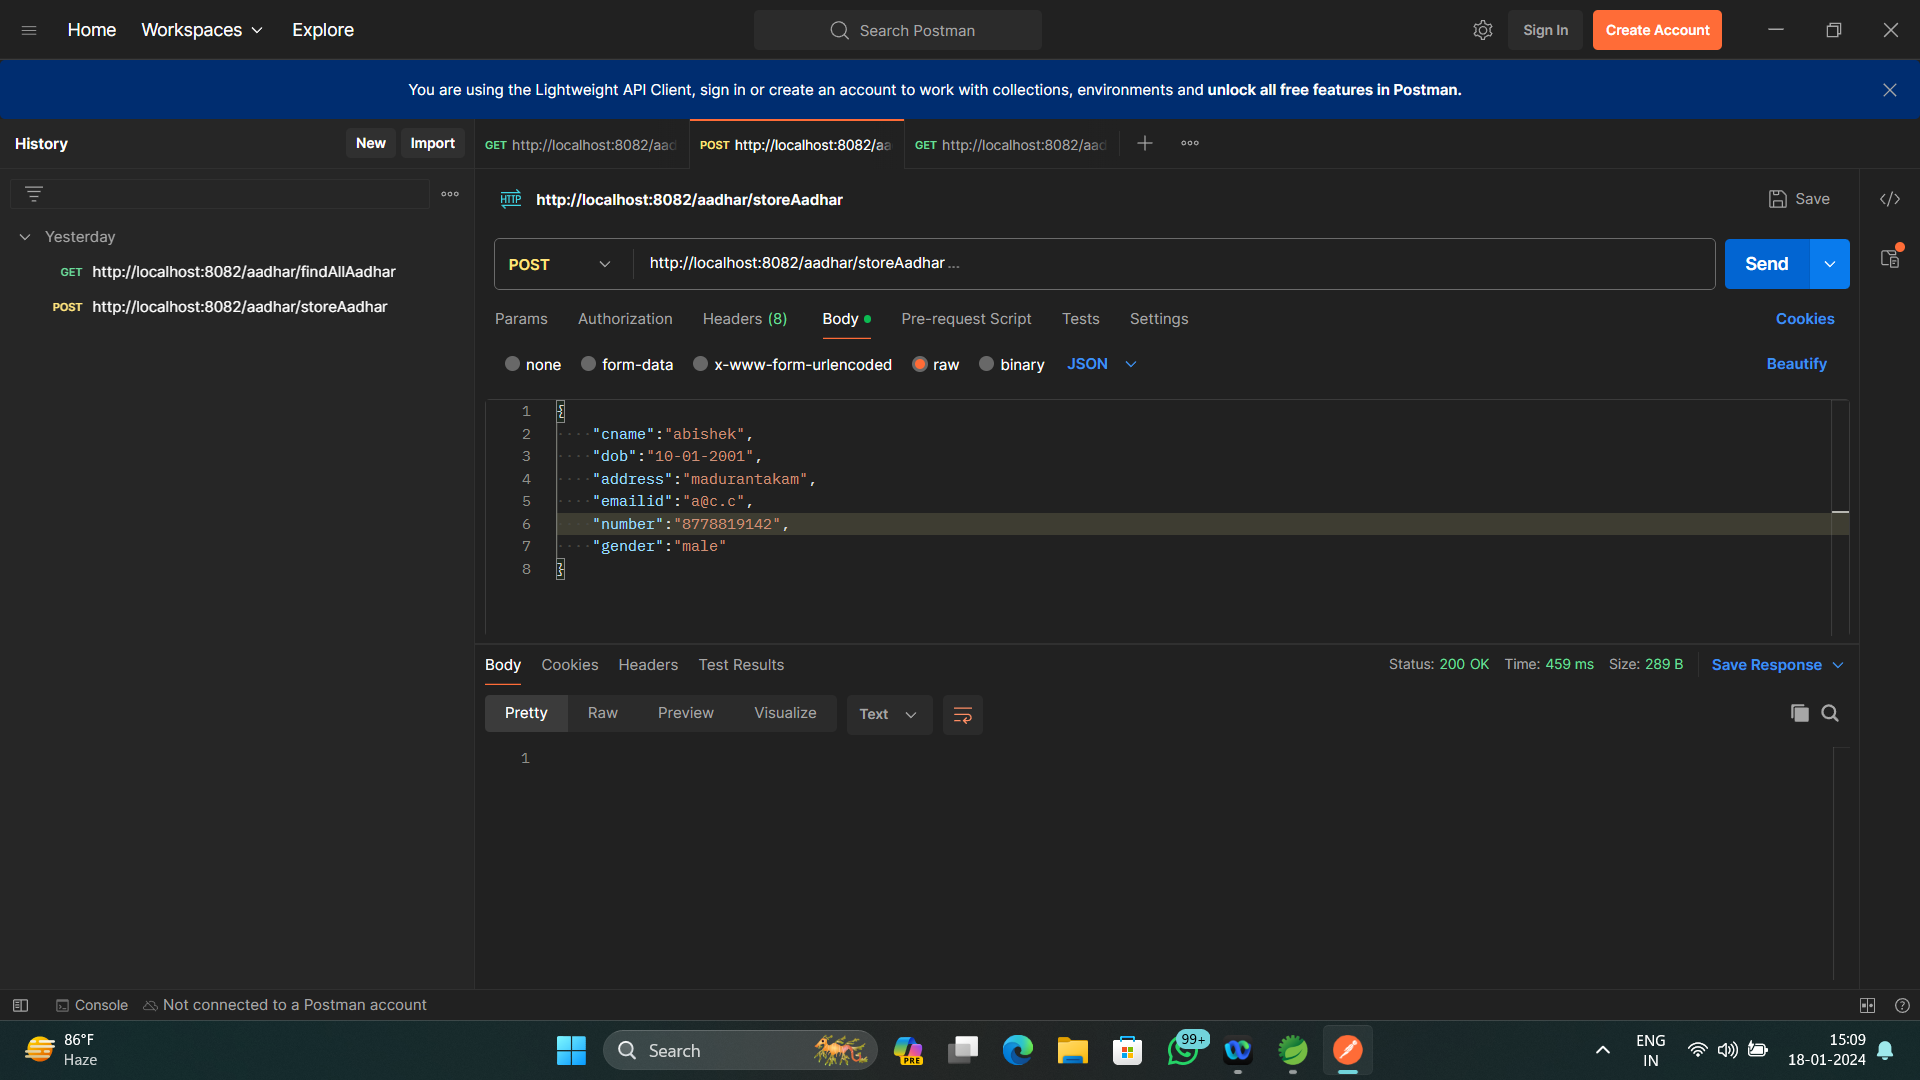 Home Workspaces Explore Search Postman Sign In Create Account
You are using the Lightweight API Client, sign in or create an account to work with collections, environments and unlock all free features in Postman.
History New Import GET http://localhost:8082/aad POST http://localhost:8082/aa GET http://localhost:8082/aad
HTTP http://localhost:8082/aadhar/storeAadhar Save
Yesterday
GET http://localhost:8082/aadhar/findAllAadhar
POST http://localhost:8082/aadhar/storeAadhar
POST http://localhost:8082/aadhar/storeAadhar ... Send
Params Authorization Headers (8) Body Pre-request Script Tests Settings Cookies
none form-data x-www-form-urlencoded raw binary JSON Beautify
1 {
2 "cname":"abishek",
3 "dob":"10-01-2001",
4 "address":"madurantakam",
5 "emailid":"a@c.c",
6 "number":"8778819142",
7 "gender":"male"
8 }
Body Cookies Headers Test Results Status: 200 OK Time: 459 ms Size: 289 B Save Response
Pretty Raw Preview Visualize Text
1
Console Not connected to a Postman account
86°F
Haze
Search
PRE
99+
ENG
IN
15:09
18-01-2024